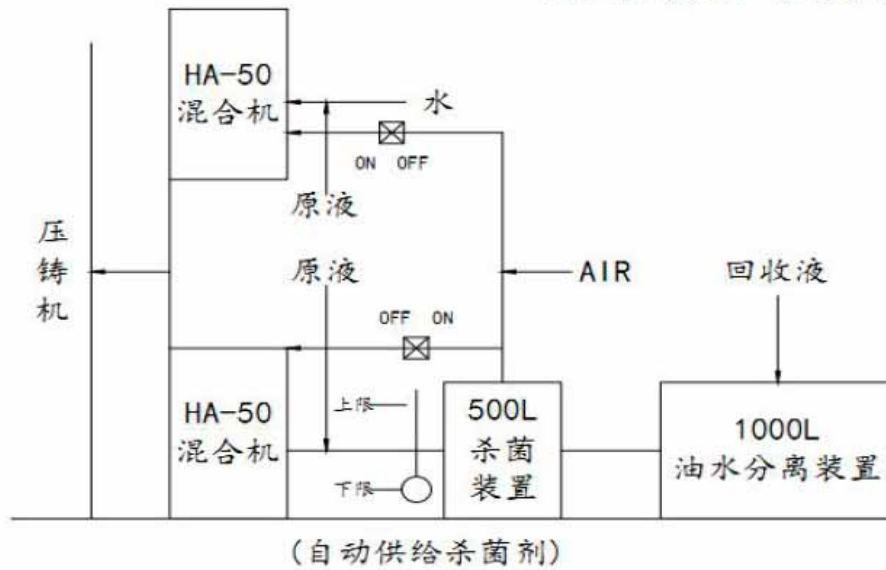 HA-50
混合机
水
ON OFF
原液
压
铸
机
原液
AIR
回收液
OFF ON
HA-50
混合机
上限
下限
500L
杀菌
装置
1000L
油水分离装置
(自动供给杀菌剂)